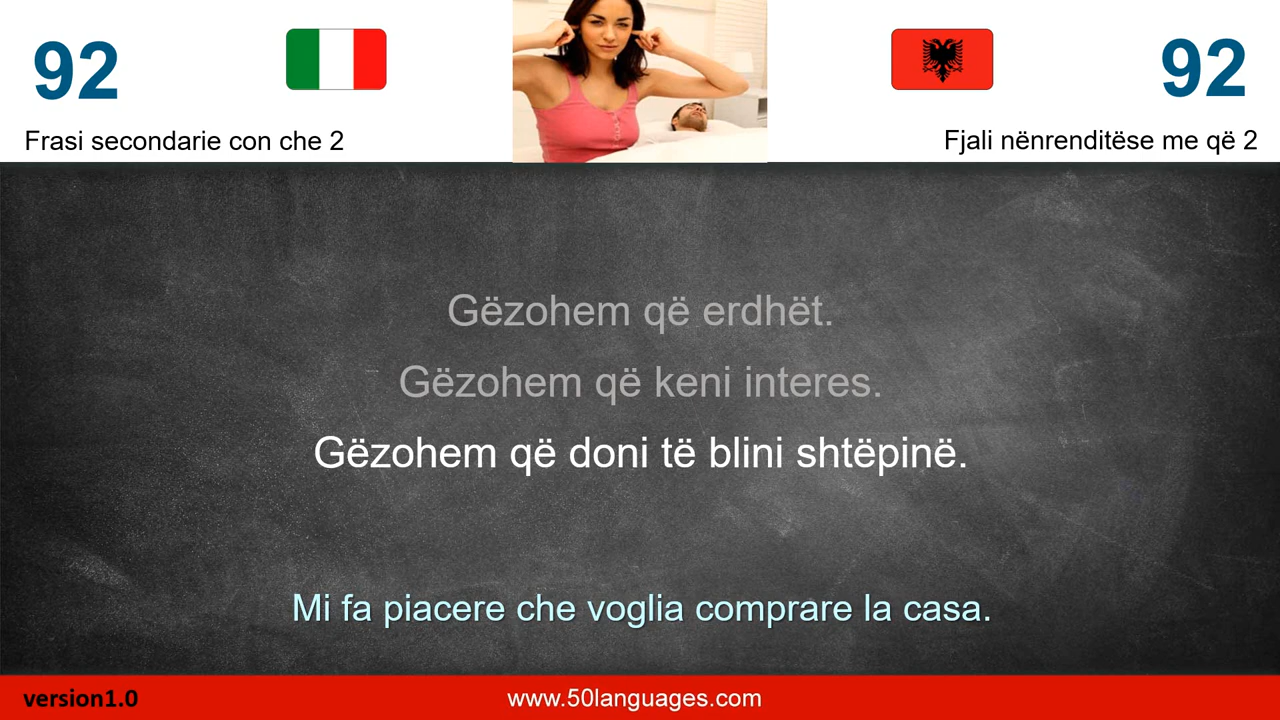 92
92
Frasi secondarie con che 2
Fjali nënrenditëse me që 2
Gëzohem që erdhët.
Gëzohem që keni interes.
Gëzohem që doni të blini shtëpinë.
Mi fa piacere che voglia comprare la casa.
version1.0
www.50languages.com